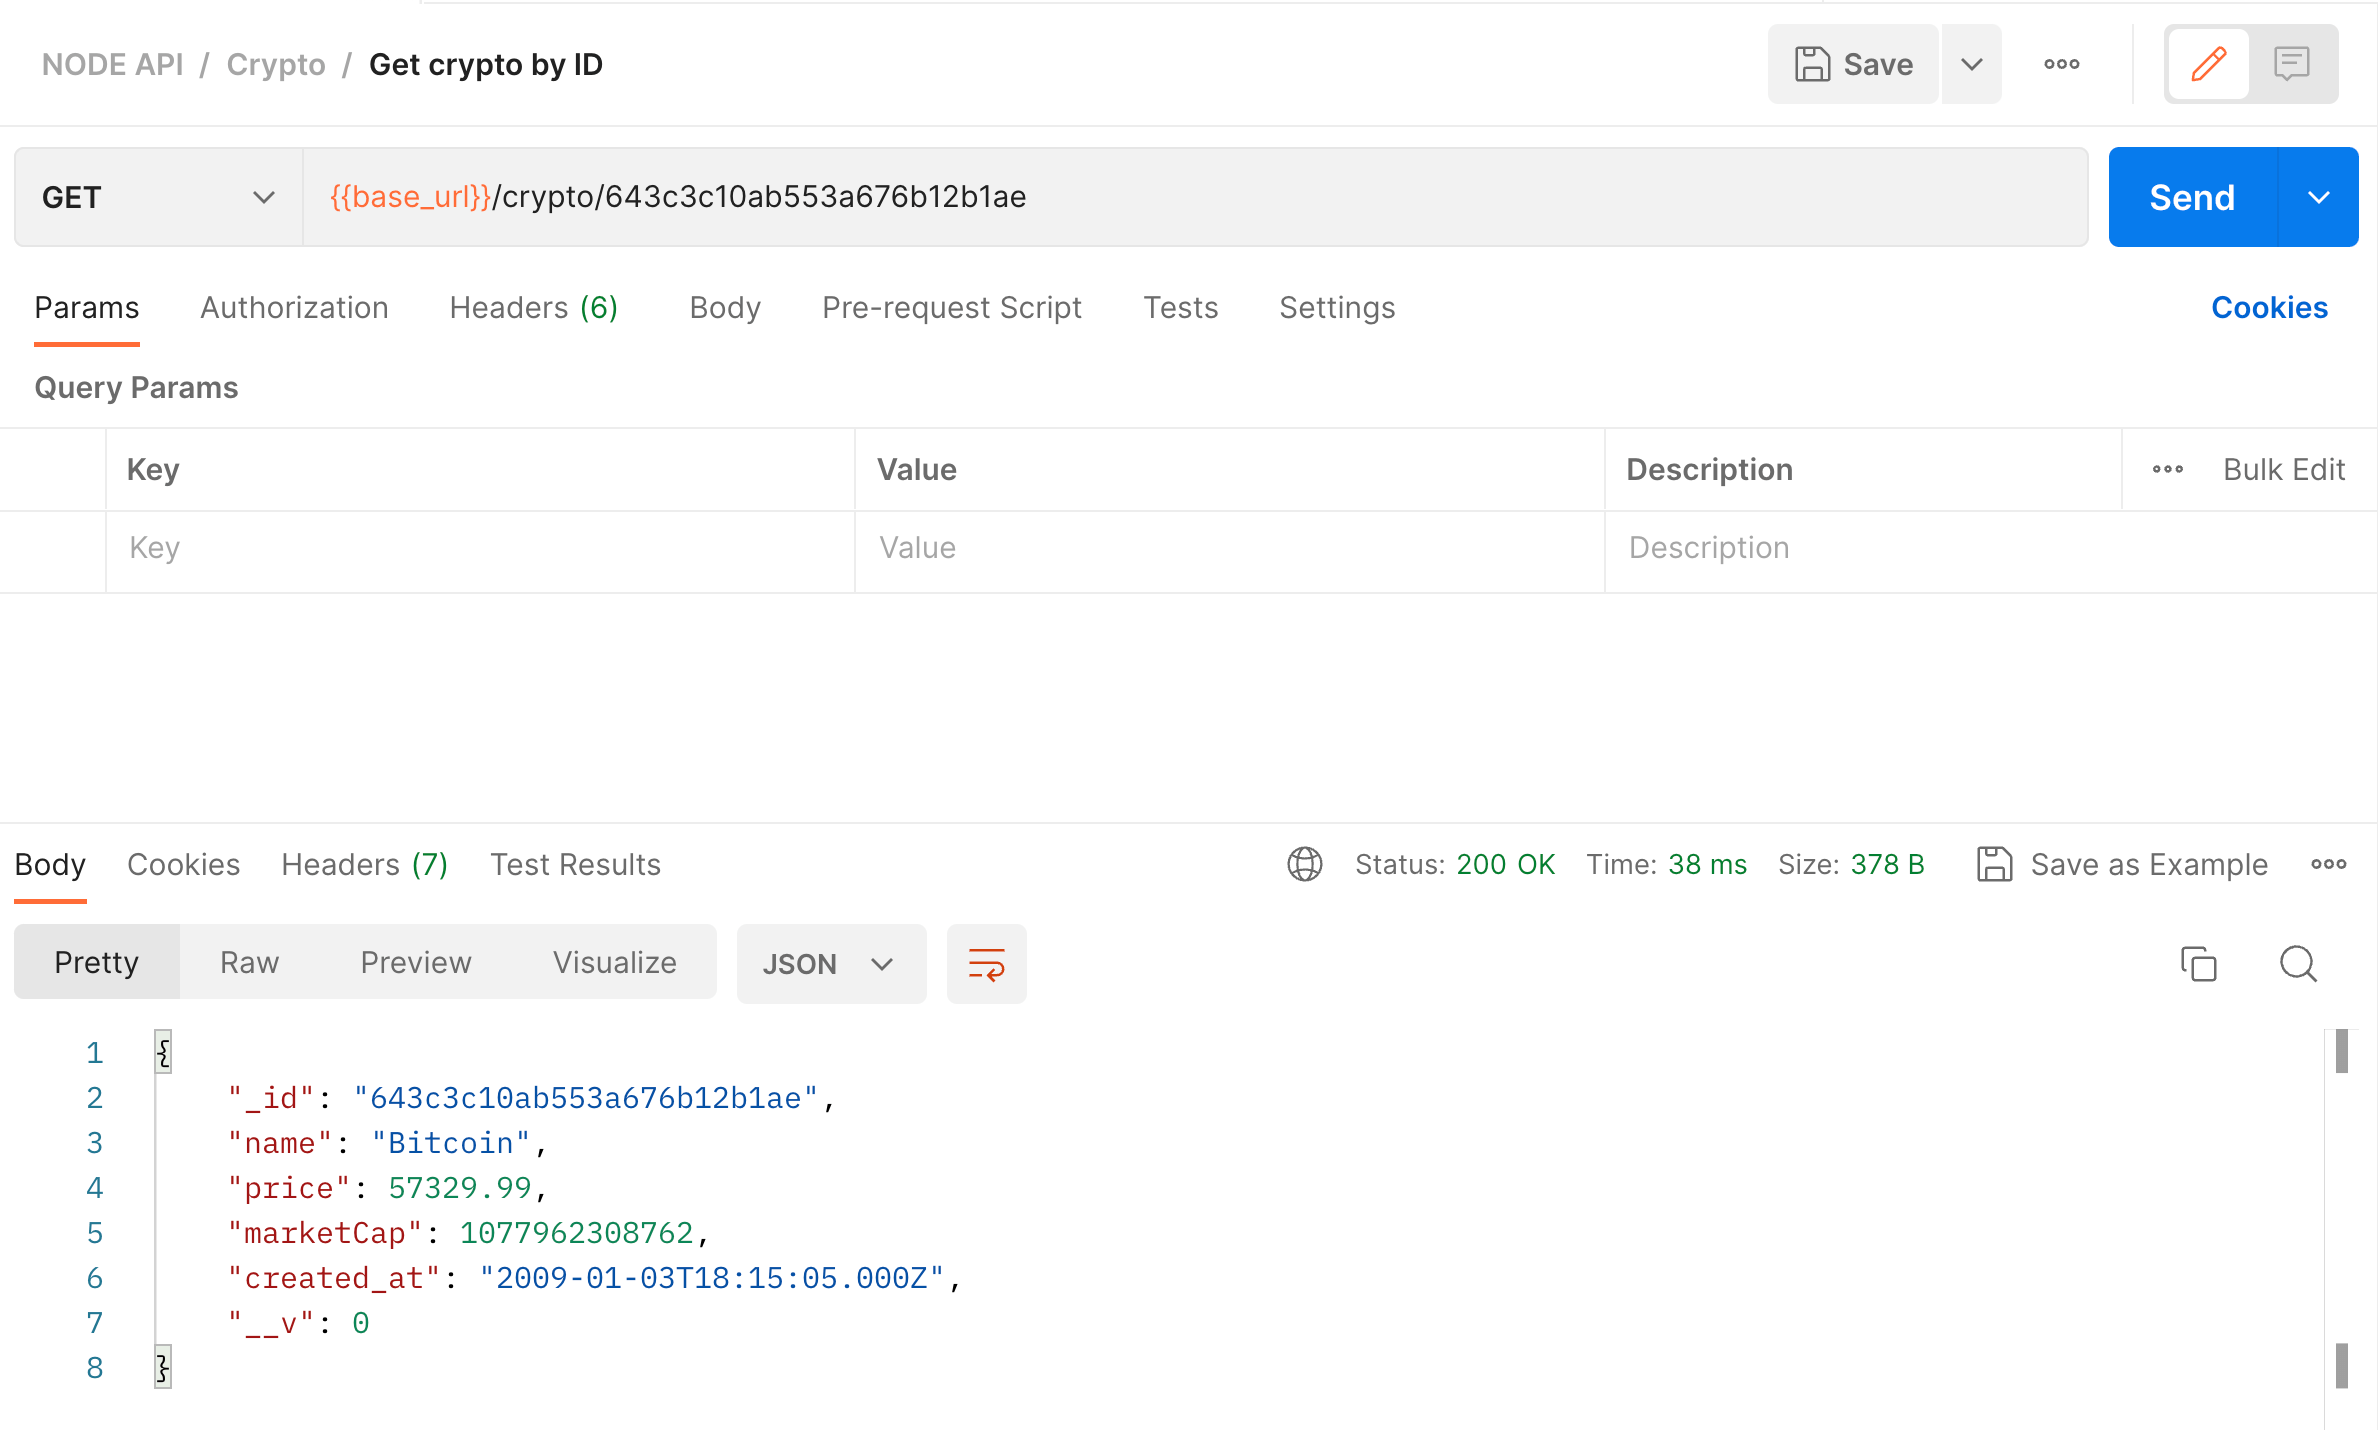 NODE API / Crypto / Get crypto by ID
Save
GET
{{base_url}}/crypto/643c3c10ab553a676b12b1ae
Send
Params Authorization Headers (6) Body Pre-request Script Tests Settings Cookies
Query Params
Key Value Description Bulk Edit
Key Value Description
Body Cookies Headers (7) Test Results Status: 200 OK Time: 38 ms Size: 378 B Save as Example
Pretty Raw Preview Visualize JSON
1 {
2 "_id": "643c3c10ab553a676b12b1ae",
3 "name": "Bitcoin",
4 "price": 57329.99,
5 "marketCap": 1077962308762,
6 "created_at": "2009-01-03T18:15:05.000Z",
7 "__v": 0
8 }